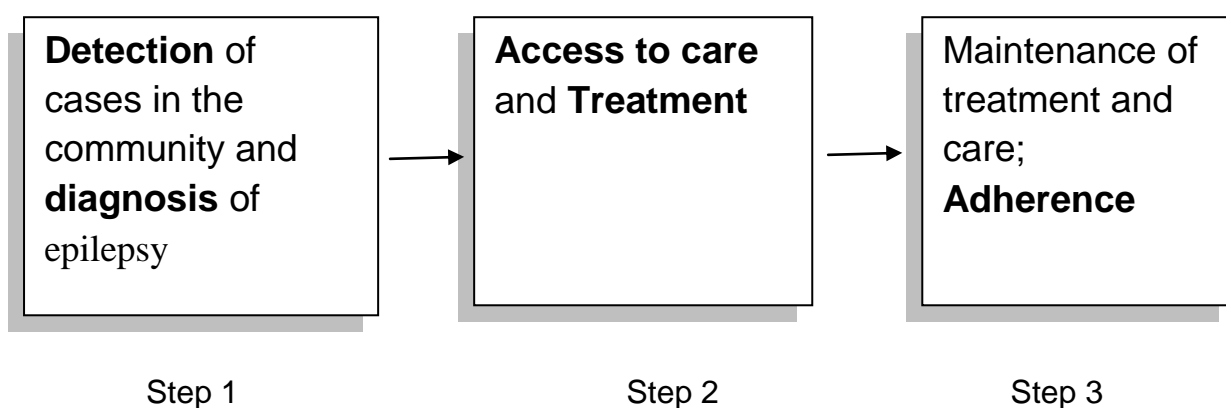 Detection of
cases in the
community and
diagnosis of
epilepsy
Access to care
and Treatment
Maintenance of
treatment and
care;
Adherence
Step 1
Step 2
Step 3